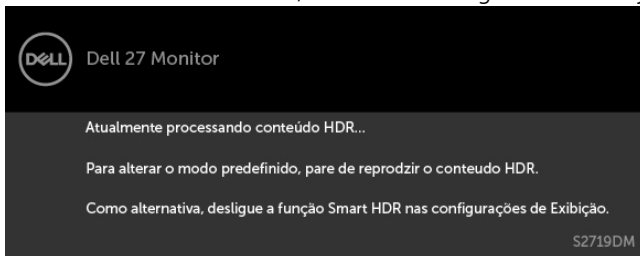 DELL
Dell 27 Monitor
Atualmente processando conteúdo HDR...
Para alterar o modo predefinido, pare de reprodzir o conteudo HDR.
Como alternativa, desligue a função Smart HDR nas configurações de Exibição.
S2719DM